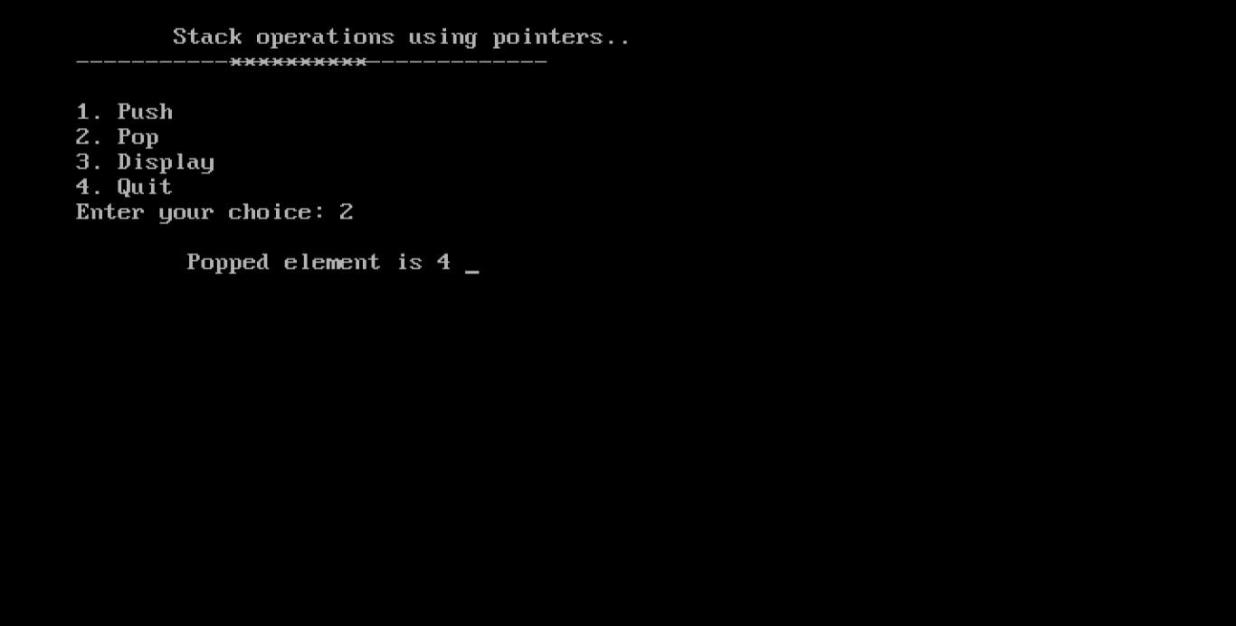 Stack operations using pointers..
-----------**********-------------
1. Push
2. Pop
3. Display
4. Quit
Enter your choice: 2
Popped element is 4 _